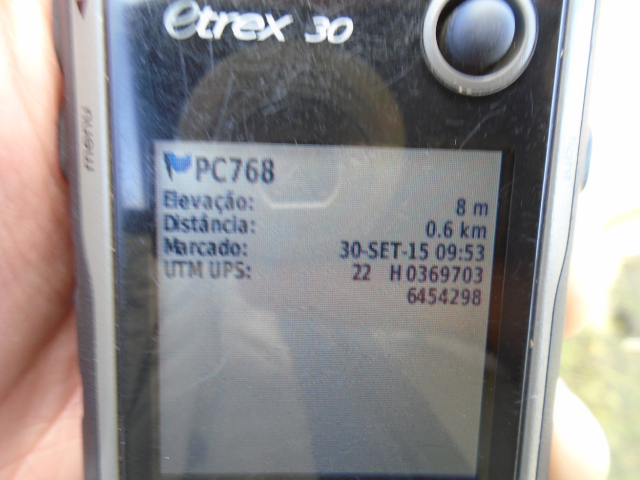 etrex 30
menu
PC768
Elevação: 8 m
Distância: 0.6 km
Marcado: 30-SET-15 09:53
UTM UPS: 22 H 0369703
6454298